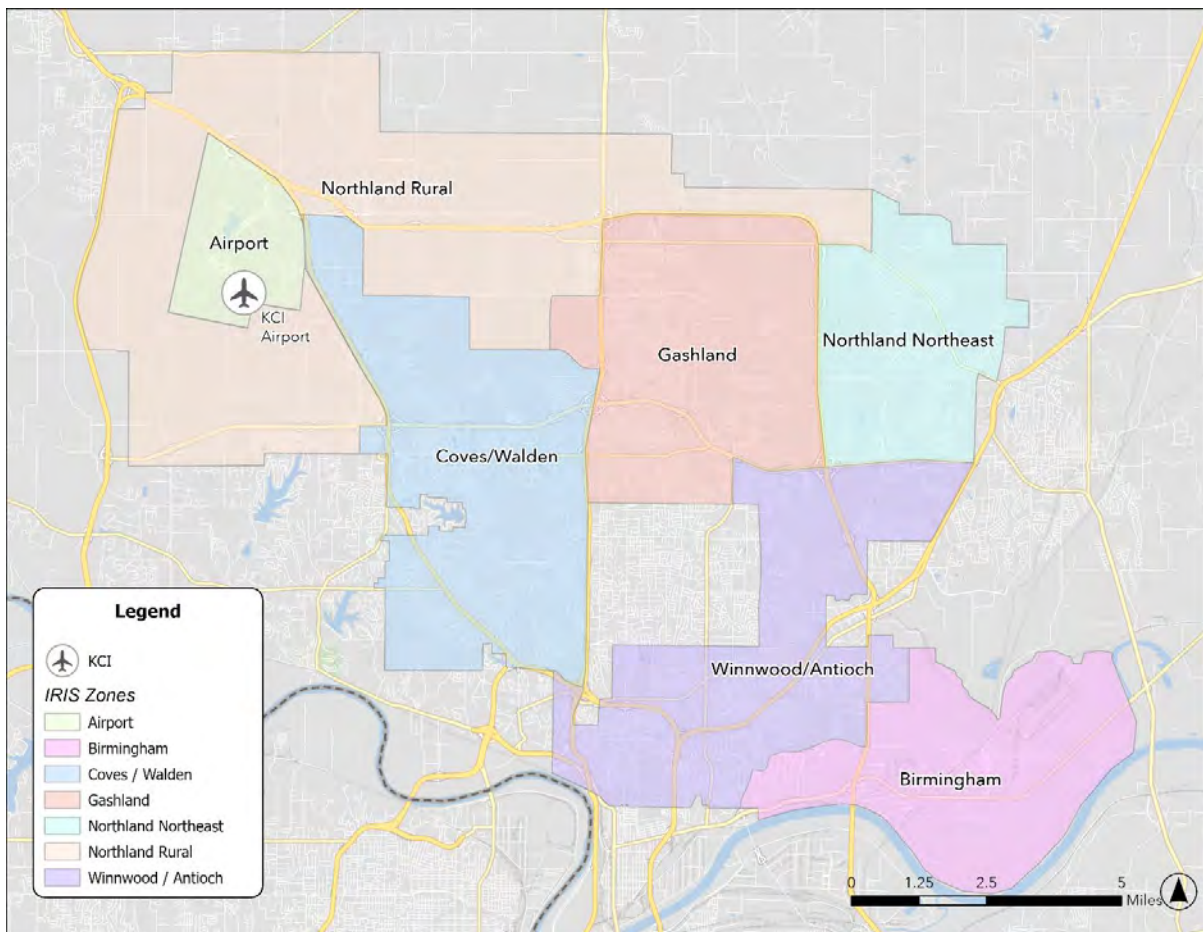 Northland Rural
Airport
KCI
Airport
Gashland
Northland Northeast
Coves/Walden
Winnwood/Antioch
Birmingham
Legend
KCI
IRIS Zones
Airport
Birmingham
Coves / Walden
Gashland
Northland Northeast
Northland Rural
Winnwood / Antioch
0 1.25 2.5 5
Miles